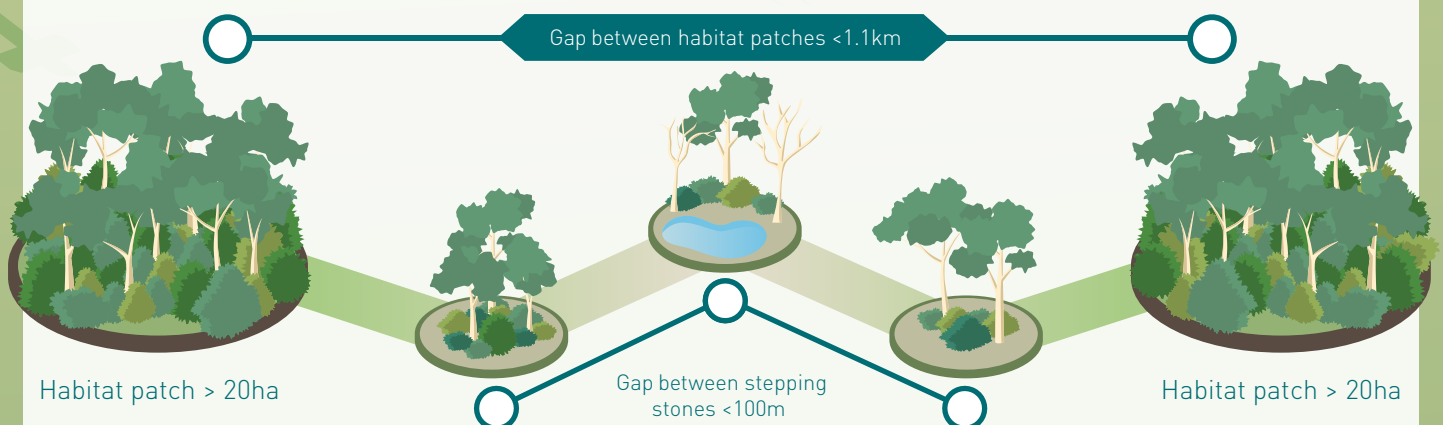 Gap between habitat patches <1.1km
Habitat patch > 20ha
Gap between stepping
stones <100m
Habitat patch > 20ha